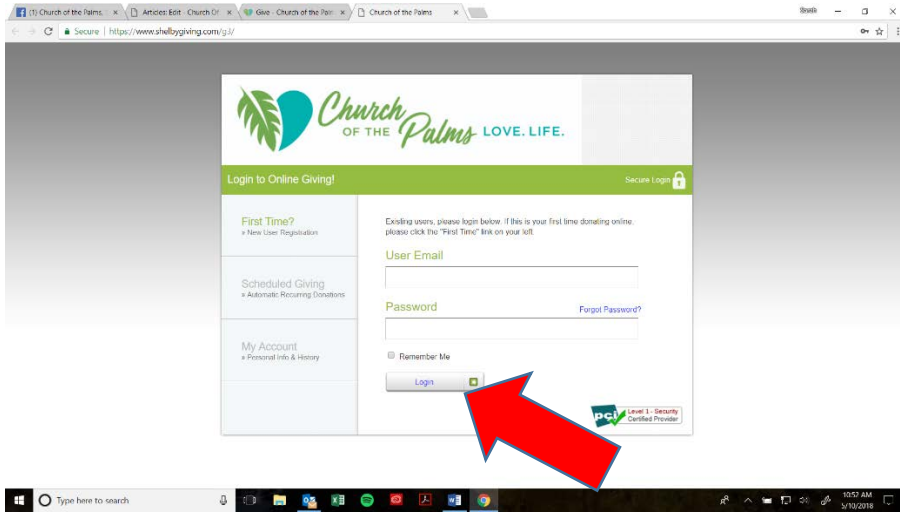 (1) Church of the Palms,
Articles: Edit - Church Of
Give - Church of the Palm
Church of the Palms
Secure | https://www.shelbygiving.com/g3/
Church
OF THE Palms LOVE. LIFE.
Login to Online Giving!
Secure Login
First Time?
» New User Registration
Existing users, please login below. If this is your first time donating online,
please click the "First Time" link on your left
User Email
Scheduled Giving
» Automatic Recurring Donations
Password
Forgot Password?
My Account
» Personal Info & History
Remember Me
Login
pci
Level 1 - Security
Certified Provider
Type here to search
10:52 AM
5/10/2018